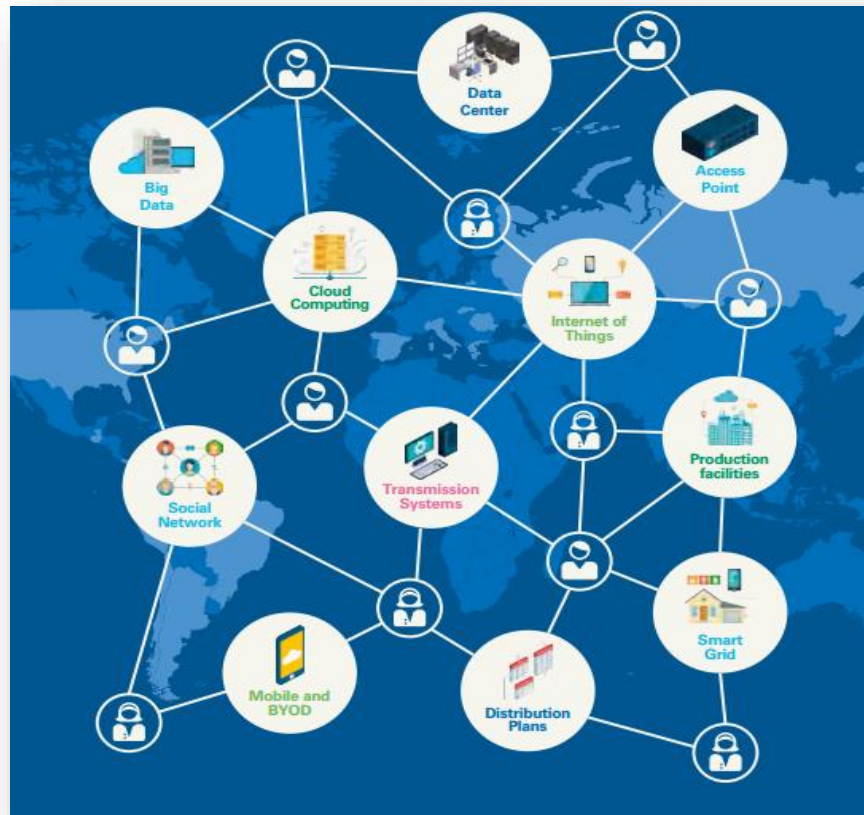 Data
Center
Big
Data
Access
Point
Cloud
Computing
Internet of
Things
Production
facilities
Transmission
Systems
Social
Network
Smart
Grid
Mobile and
BYOD
Distribution
Plans